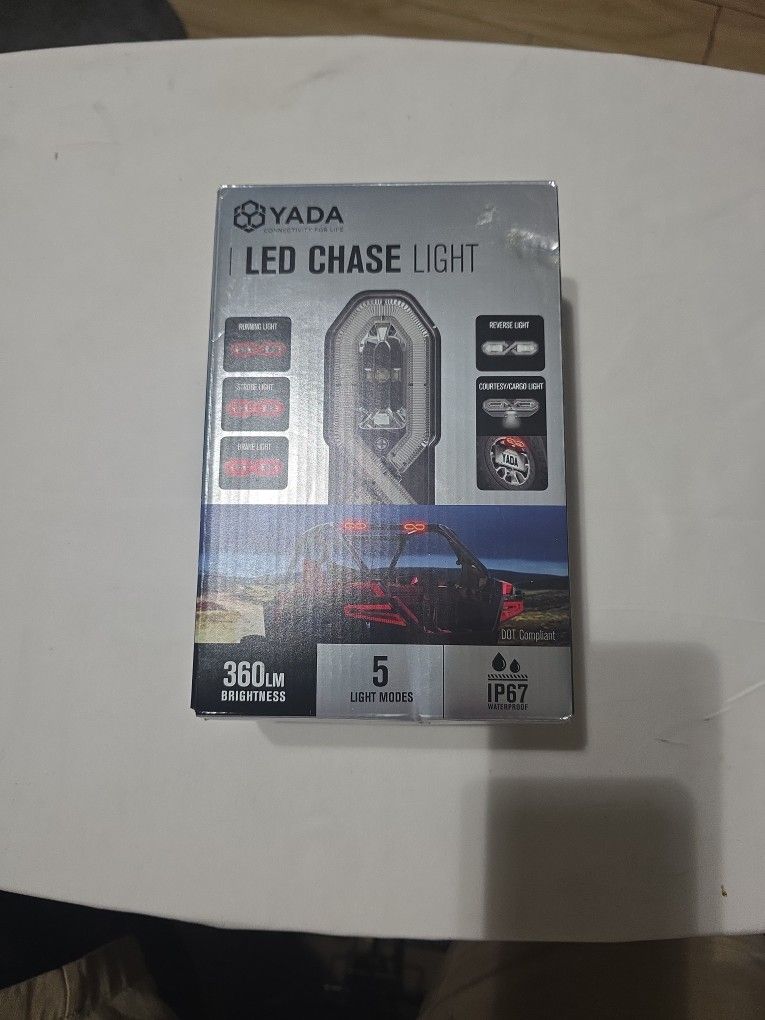 YADA
CONNECTIVITY FOR LIFE
LED CHASE LIGHT
RUNNING LIGHT
STROBE LIGHT
BRAKE LIGHT
REVERSE LIGHT
COURTESY/CARGO LIGHT
YADA
DOT Compliant
360LM
BRIGHTNESS
5
LIGHT MODES
IP67
WATERPROOF